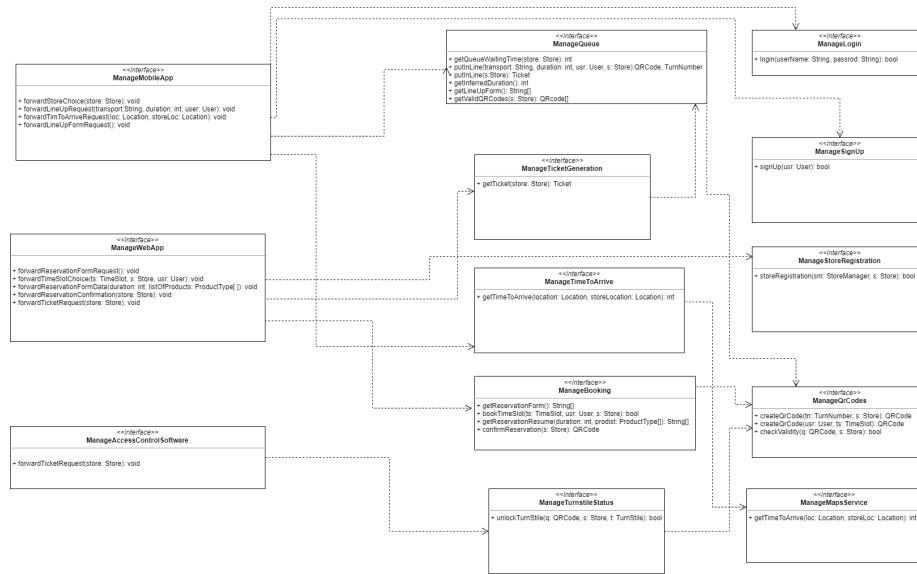 <<interface>>
ManageMobileApp
+ forwardStoreChoice(store: Store): void
+ forwardLineUpRequest(transport:String, duration: int, user: User): void
+ forwardTimToArriveRequest(loc: Location, storeLoc: Location): void
+ forwardLineUpFormRequest(): void
<<interface>>
ManageWebApp
+ forwardReservationFormRequest(): void
+ forwardTimeSlotChoice(ts: TimeSlot, s: Store, usr: User): void
+ forwardReservationFormData(duration: int, listOfProducts: ProductType[ ]): void
+ forwardReservationConfirmation(store: Store): void
+ forwardTicketRequest(store: Store): void
<<interface>>
ManageAccessControlSoftware
+ forwardTicketRequest(store: Store): void
<<interface>>
ManageQueue
+ getQueueWaitingTime(store: Store): int
+ putInLine(transport: String, duration: int, usr: User, s: Store):QRCode, TurnNumber
+ putInLine(s:Store): Ticket
+ getInferredDuration(): int
+ getLineUpForm(): String[]
+ getValidQRCodes(s: Store): QRcode[]
<<interface>>
ManageTicketGeneration
+ getTicket(store: Store): Ticket
<<interface>>
ManageTimeToArrive
+ getTimeToArrive(location: Location, storeLocation: Location): int
<<interface>>
ManageBooking
+ getReservationForm(): String[]
+ bookTimeSlot(ts: TimeSlot, usr: User, s: Store): bool
+ getReservationResume(duration: int, prodist: ProductType[]): String[]
+ confirmReservation(s: Store): QRCode
<<interface>>
ManageTurnstileStatus
+ unlockTurnStile(q: QRCode, s: Store, t: TurnStile): bool
<<interface>>
ManageLogin
+ login(userName: String, passrod: String): bool
<<interface>>
ManageSignUp
+ signUp(usr: User): bool
<<interface>>
ManageStoreRegistration
+ storeRegistration(sm: StoreManager, s: Store): bool
<<interface>>
ManageQrCodes
+ createQrCode(tn: TurnNumber, s: Store): QRCode
+ createQrCode(usr: User, ts: TimeSlot): QRCode
+ checkValidity(q: QRCode, s: Store): bool
<<interface>>
ManageMapsService
+ getTimeToArrive(loc: Location, storeLoc: Location): int